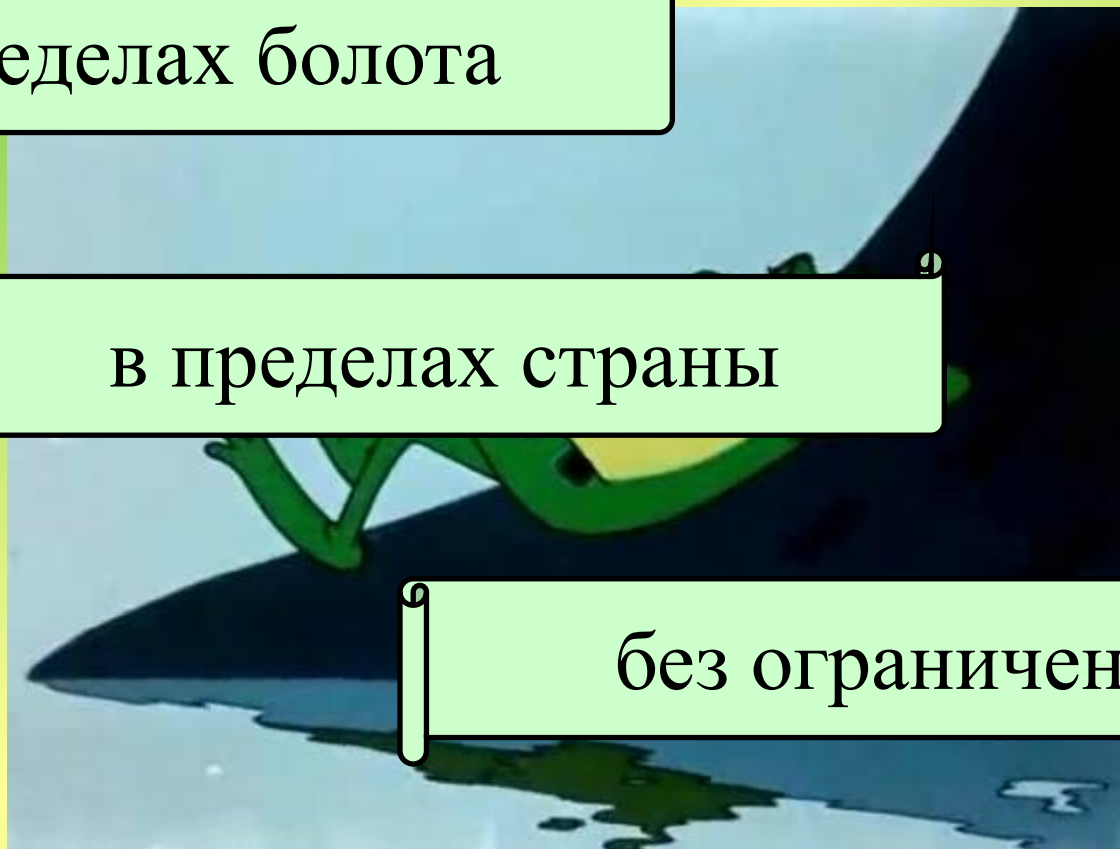 еделах болота
в пределах страны
без ограничен